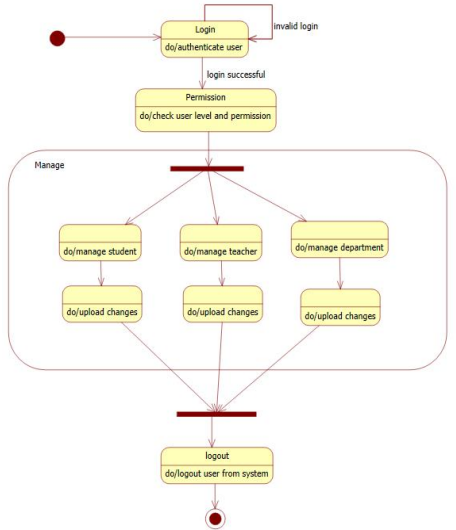 Login
invalid login
do/authenticate user
login successful
Permission
do/check user level and permission
Manage
do/manage student
do/manage teacher
do/manage department
do/upload changes
do/upload changes
do/upload changes
logout
do/logout user from system